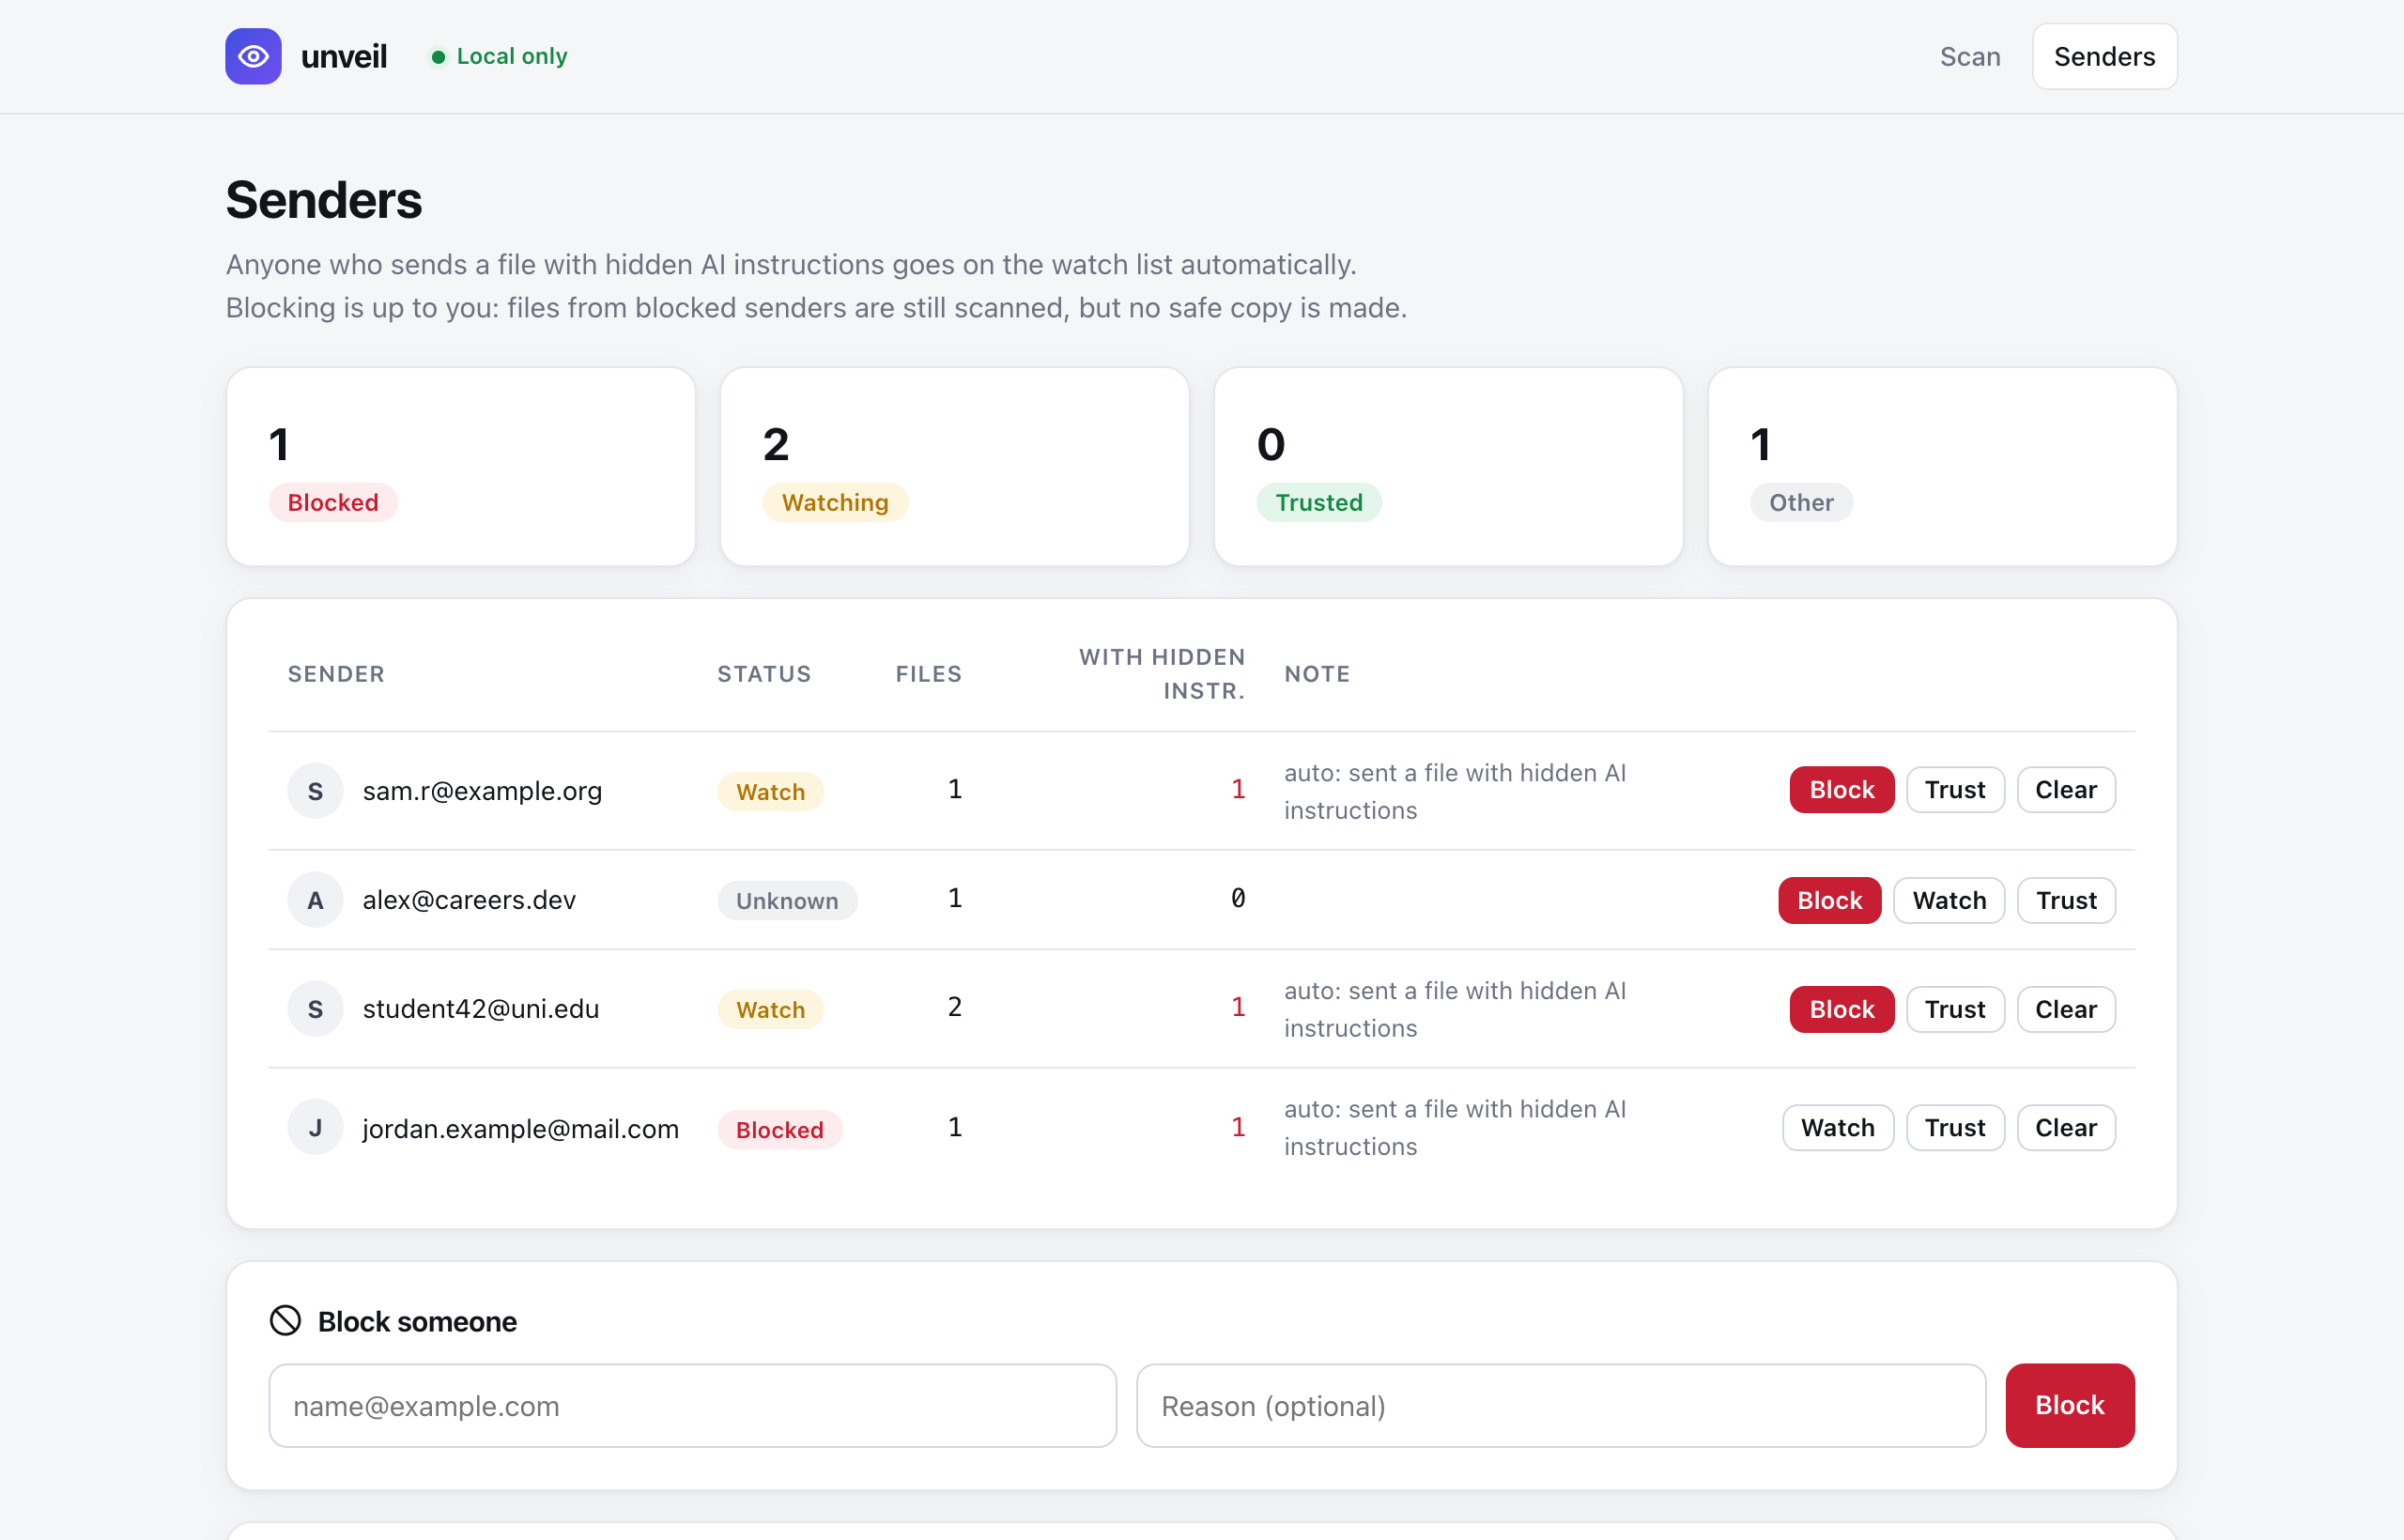 unveil
Local only
Scan
Senders
Senders
Anyone who sends a file with hidden AI instructions goes on the watch list automatically.
Blocking is up to you: files from blocked senders are still scanned, but no safe copy is made.
1
Blocked
2
Watching
0
Trusted
1
Other
SENDER STATUS FILES WITH HIDDEN INSTR. NOTE
S sam.r@example.org Watch 1 1 auto: sent a file with hidden AI
instructions
Block Trust Clear
A alex@careers.dev Unknown 1 0 Block Watch Trust
S student42@uni.edu Watch 2 1 auto: sent a file with hidden AI
instructions
Block Trust Clear
J jordan.example@mail.com Blocked 1 1 auto: sent a file with hidden AI
instructions
Watch Trust Clear
Block someone
name@example.com Reason (optional) Block